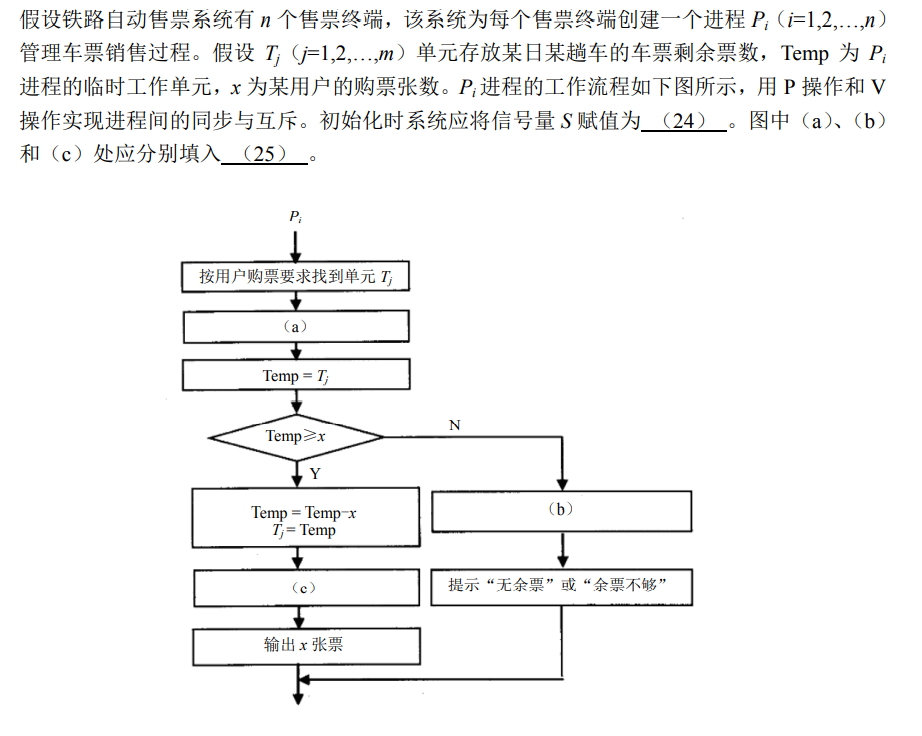 假设铁路自动售票系统有 n 个售票终端，该系统为每个售票终端创建一个进程 Pi（i=1,2,…,n）
管理车票销售过程。假设 Tj（j=1,2,…,m）单元存放某日某趟车的车票剩余票数，Temp 为 Pi
进程的临时工作单元，x 为某用户的购票张数。Pi 进程的工作流程如下图所示，用 P 操作和 V
操作实现进程间的同步与互斥。初始化时系统应将信号量 S 赋值为 （24） 。图中（a）、（b）
和（c）处应分别填入 （25） 。
Pi
按用户购票要求找到单元 Tj
（a）
Temp = Tj
Temp≥x
N
Y
Temp = Temp-x
Tj = Temp
（b）
（c）
提示“无余票”或“余票不够”
输出 x 张票